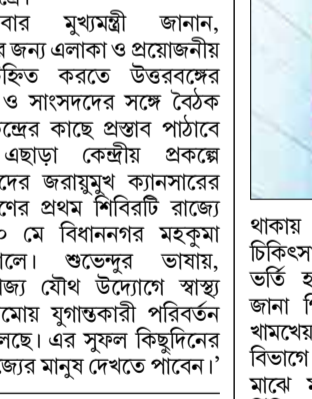 বার মুখ্যমন্ত্রী জানান,
র জন্য এলাকা ও প্রয়োজনীয়
হ্নিত করতে উত্তরবঙ্গের
ও সাংসদদের সঙ্গে বৈঠক
ন্দ্রের কাছে প্রস্তাব পাঠাবে
এছাড়া কেন্দ্রীয় প্রকল্পে
দের জরায়ুমুখ ক্যানসারের
ণের প্রথম শিবিরটি রাজ্যে
০ মে বিধাননগর মহকুমা
ালে। শুভেন্দুর ভাষায়,
জ্য যৌথ উদ্যোগে স্বাস্থ্য
মোয় যুগান্তকারী পরিবর্তন
লছে। এর সুফল কিছুদিনের
জ্যের মানুষ দেখতে পাবেন।’
থাকায়
চিকিৎসা
ভর্তি হ
জানা f
খামখেয়
বিভাগে
মাঝে ম